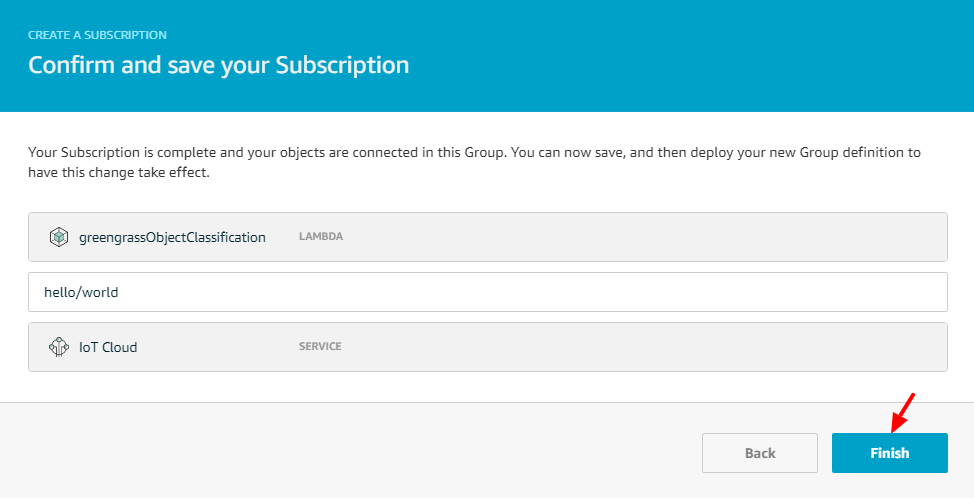 CREATE A SUBSCRIPTION
Confirm and save your Subscription
Your Subscription is complete and your objects are connected in this Group. You can now save, and then deploy your new Group definition to
have this change take effect.
greengrassObjectClassification LAMBDA
hello/world
IoT Cloud SERVICE
Back Finish